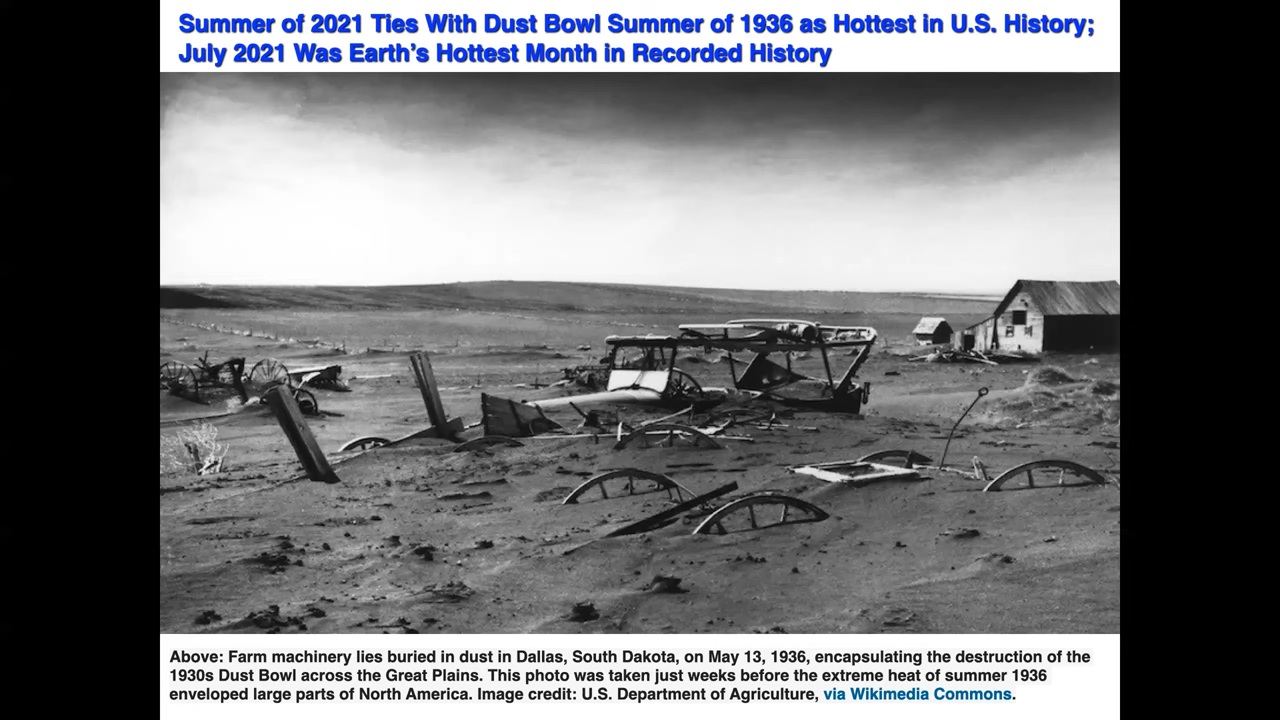 Summer of 2021 Ties With Dust Bowl Summer of 1936 as Hottest in U.S. History;
July 2021 Was Earth’s Hottest Month in Recorded History
Above: Farm machinery lies buried in dust in Dallas, South Dakota, on May 13, 1936, encapsulating the destruction of the
1930s Dust Bowl across the Great Plains. This photo was taken just weeks before the extreme heat of summer 1936
enveloped large parts of North America. Image credit: U.S. Department of Agriculture, via Wikimedia Commons.